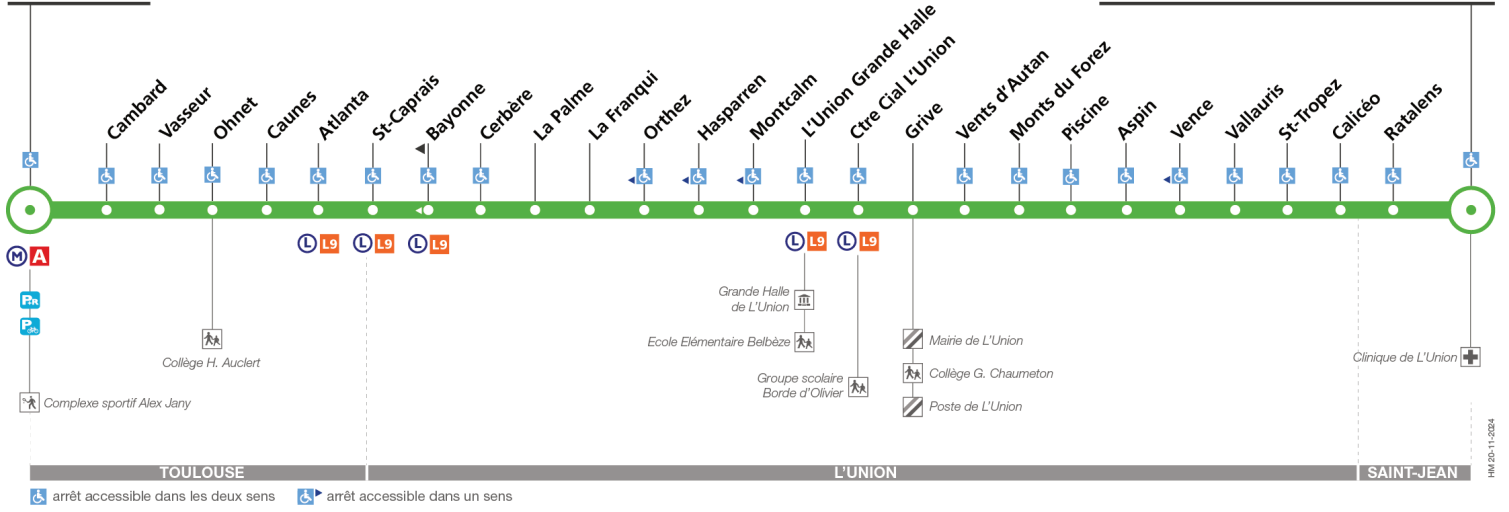 Cambard
Vasseur
Ohnet
Caunes
Atlanta
St-Caprais
Bayonne
Cerbère
La Palme
La Franqui
Orthez
Hasparren
Montcalm
L'Union Grande Halle
Ctre Cial L'Union
Grive
Vents d'Autan
Monts du Forez
Piscine
Aspin
Vence
Vallauris
St-Tropez
Calicéo
Ratalens
M A
L L9
L L9
L L9
L L9
L L9
P+R
P
Grande Halle
de L'Union
Ecole Elémentaire Belbèze
Mairie de L'Union
Collège H. Auclert
Clinique de L'Union
Groupe scolaire
Borde d'Olivier
Collège G. Chaumeton
Complexe sportif Alex Jany
Poste de L'Union
HM 20-11-2024
TOULOUSE
L'UNION
SAINT-JEAN
arrêt accessible dans les deux sens
arrêt accessible dans un sens